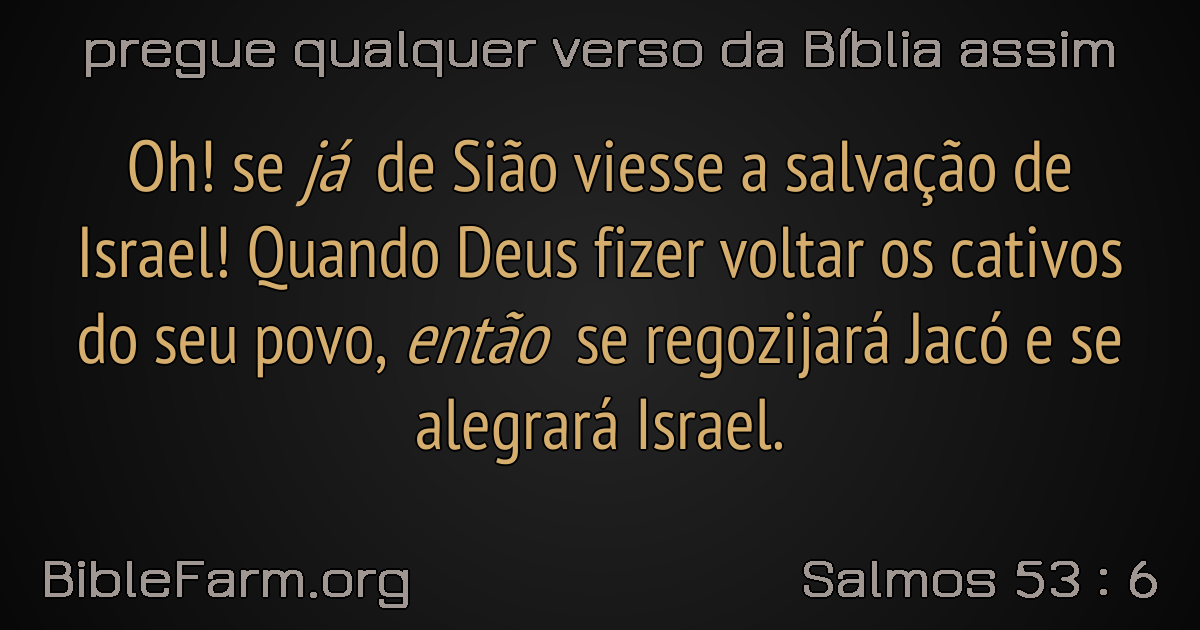 pregue qualquer verso da Bíblia assim
Oh! se já de Sião viesse a salvação de
Israel! Quando Deus fizer voltar os cativos
do seu povo, então se regozijará Jacó e se
alegrará Israel.
BibleFarm.org
Salmos 53 : 6